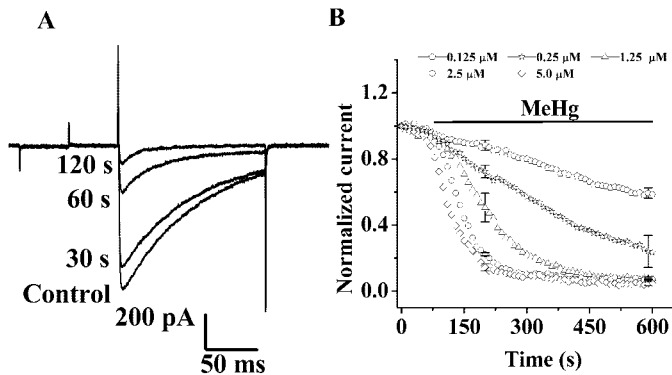 A
120 s
60 s
30 s
Control
200 pA
50 ms
B
0.125 μM 0.25 μM 1.25 μM
2.5 μM 5.0 μM
MeHg
Normalized current
1.2
0.8
0.4
0.0
0 150 300 450 600
Time (s)